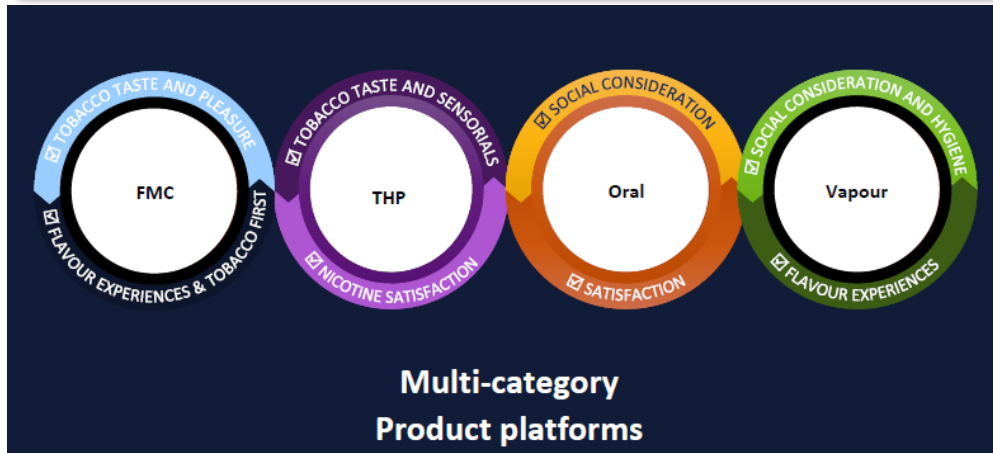 ☑ TOBACCO TASTE AND PLEASURE
FMC
☑ FLAVOUR EXPERIENCES & TOBACCO FIRST
☑ TOBACCO TASTE AND SENSORIALS
THP
☑ NICOTINE SATISFACTION
☑ SOCIAL CONSIDERATION
Oral
☑ SATISFACTION
☑ SOCIAL CONSIDERATION AND HYGIENE
Vapour
☑ FLAVOUR EXPERIENCES
Multi-category
Product platforms